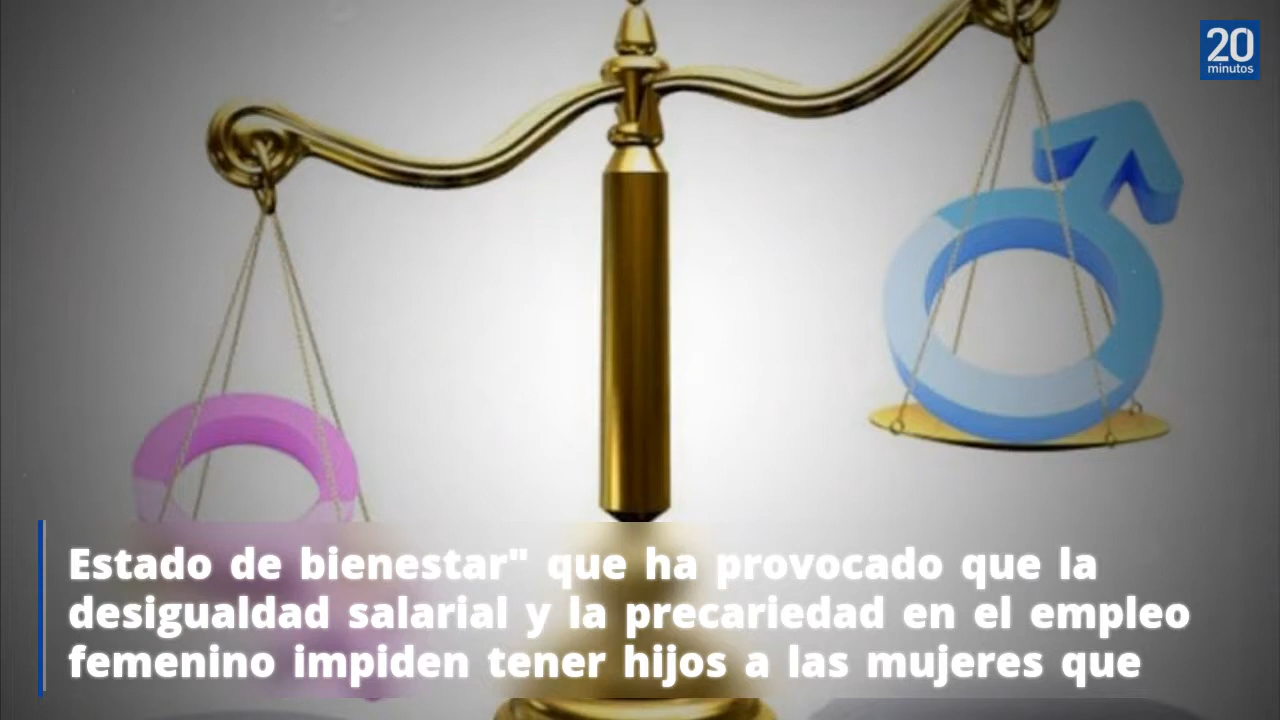 20
minutos
Estado de bienestar" que ha provocado que la
desigualdad salarial y la precariedad en el empleo
femenino impiden tener hijos a las mujeres que